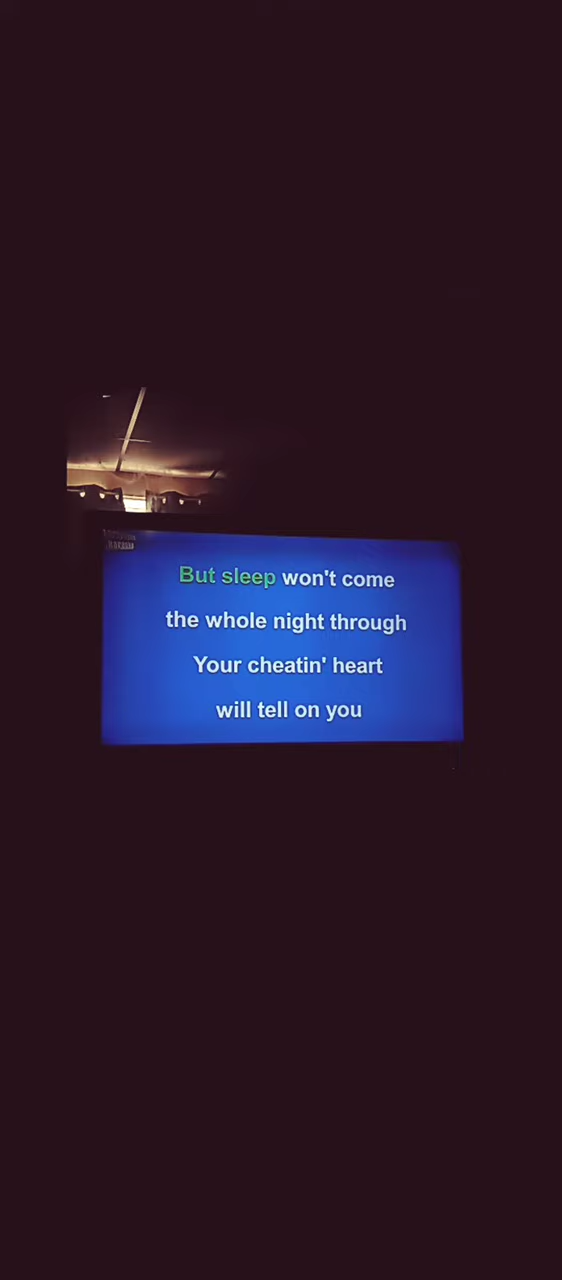 But sleep won't come
the whole night through
Your cheatin' heart
will tell on you